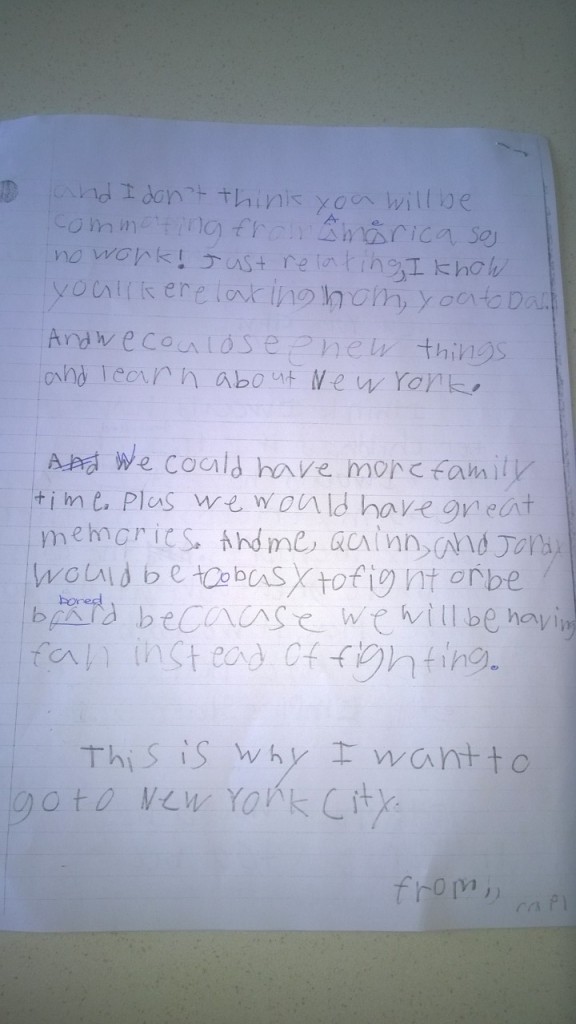 and I don't think you will be
commeting from America so,
no work! Just relaxing, I know
you like relaxing mom, you to Dad.
And we could see new things
and learn about New York.
And We could have more family
time. Plus we would have great
memories. And me, Quinn, and Jordy
would be too busy to fight or be
bored because we will be having
fun instead of fighting.
This is why I want to
go to New York City.
from,,